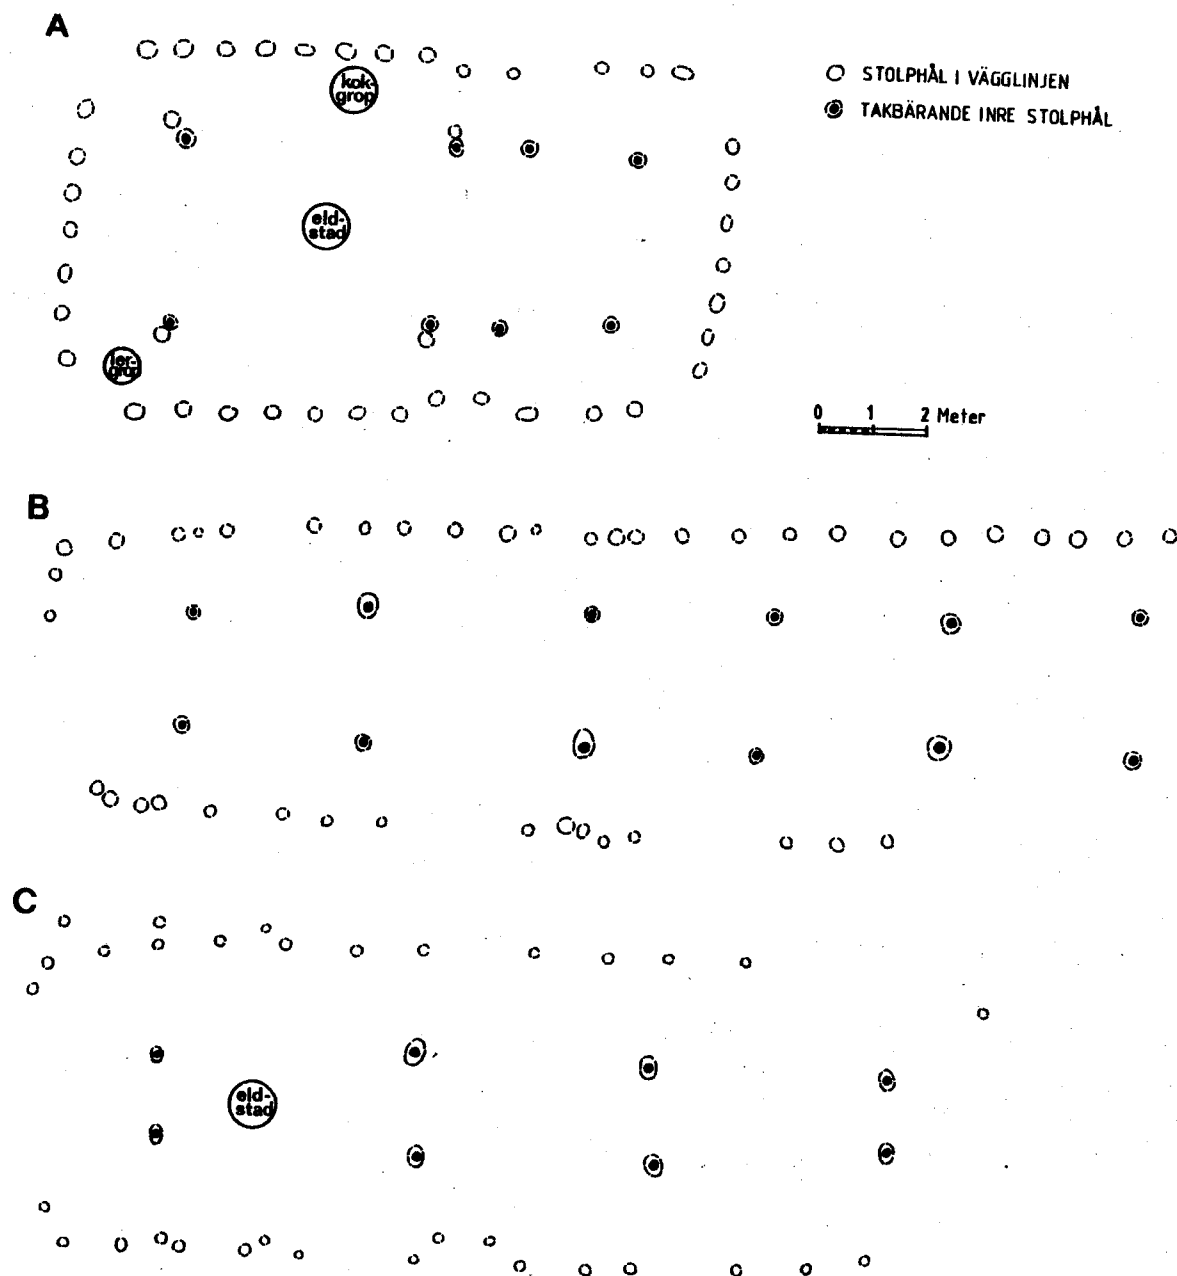 A
kok-
grop
STOLPHÅL I VÄGGLINJEN
TAKBÄRANDE INRE STOLPHÅL
eld-
stad
ler-
grop
0 1 2 Meter
B
C
eld-
stad